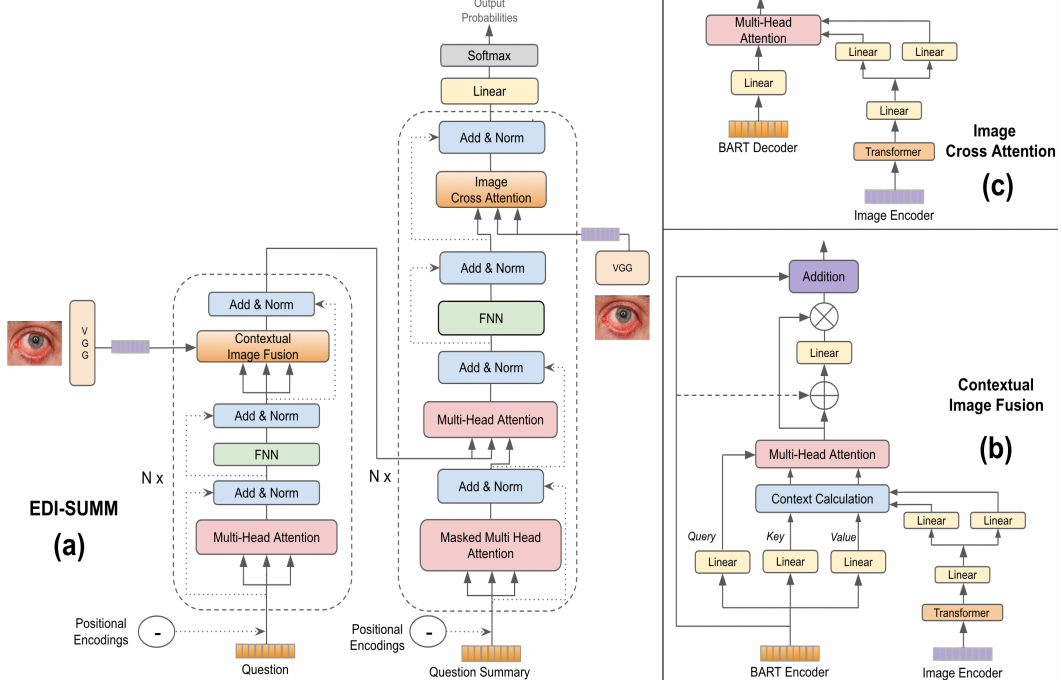 Output
Probabilities
Softmax
Linear
Add & Norm
Image
Cross Attention
VGG
Add & Norm
FNN
Add & Norm
Multi-Head Attention
N x
Add & Norm
Masked Multi Head
Attention
Positional
Encodings
-
Question Summary
V
G
G
Add & Norm
Contextual
Image Fusion
Add & Norm
FNN
N x
Add & Norm
Multi-Head Attention
Positional
Encodings
-
Question
EDI-SUMM
(a)
Multi-Head
Attention
Linear
Linear
Linear
Linear
BART Decoder
Transformer
Image Encoder
Image
Cross Attention
(c)
Addition
Linear
Contextual
Image Fusion
(b)
Multi-Head Attention
Context Calculation
Query
Key
Value
Linear
Linear
Linear
BART Encoder
Linear
Linear
Linear
Transformer
Image Encoder